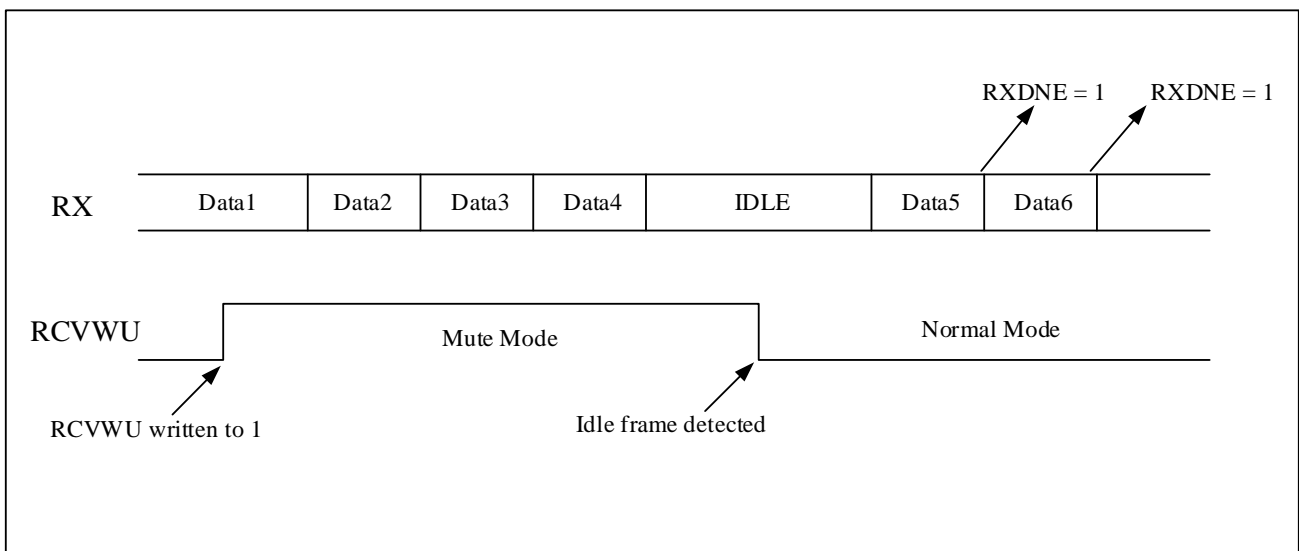 RXDNE = 1 RXDNE = 1
RX Data1 Data2 Data3 Data4 IDLE Data5 Data6
RCVWU Mute Mode Normal Mode
RCVWU written to 1 Idle frame detected